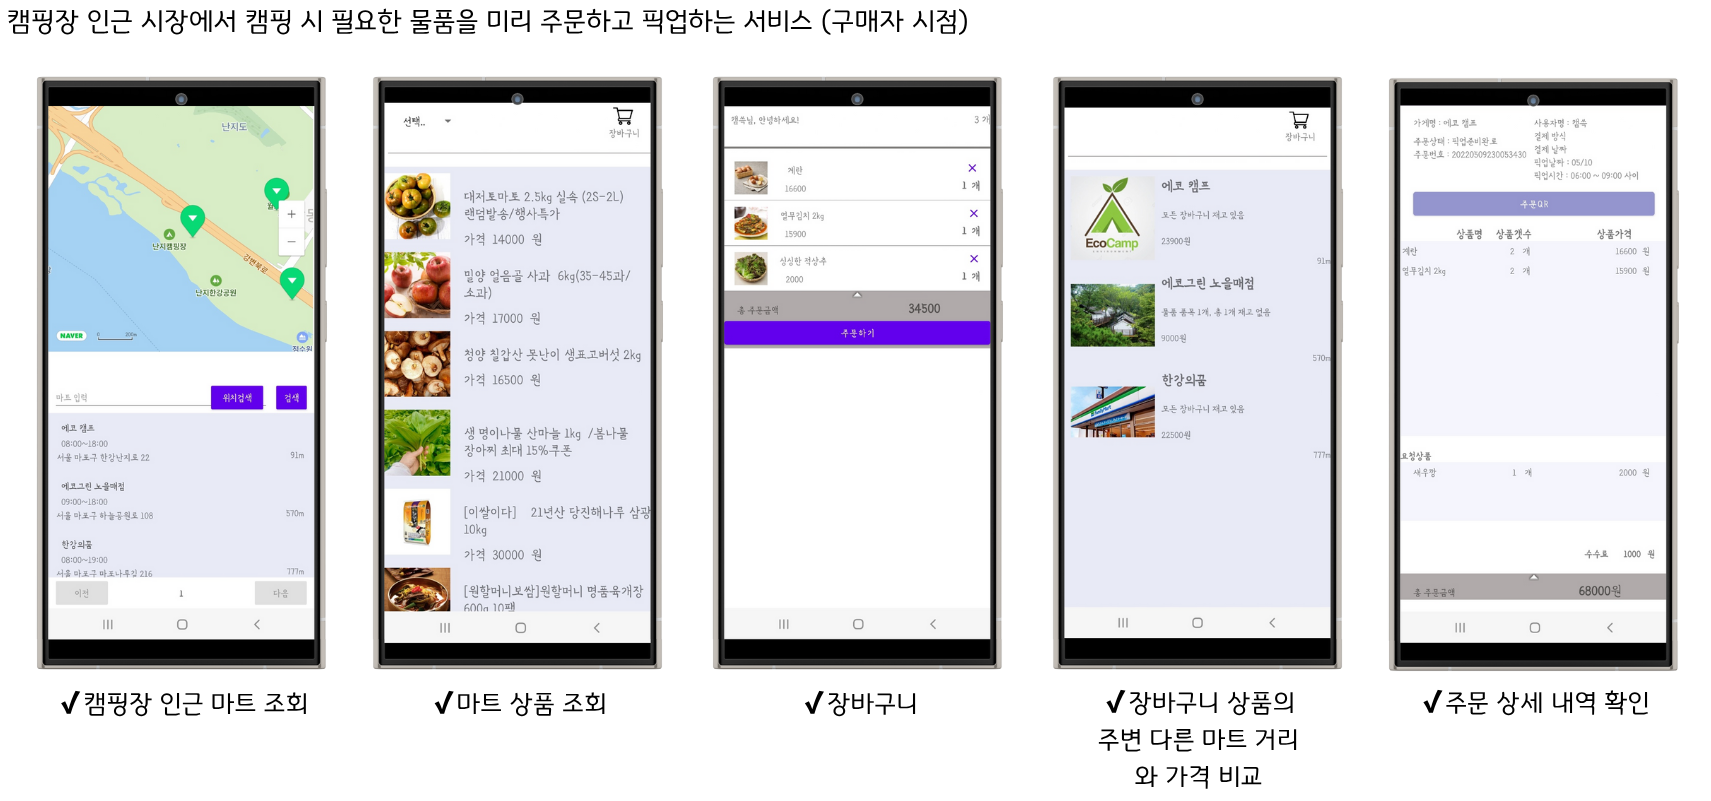 캠핑장 인근 시장에서 캠핑 시 필요한 물품을 미리 주문하고 픽업하는 서비스 (구매자 시점)
난지도
난지캠핑장
강변북로
난지한강공원
NAVER
정수원
마트 입력
위치검색
검색
에코 캠프
08:00~18:00
서울 마포구 한강난지로 22
91m
에코그린 노을매점
09:00~18:00
서울 마포구 하늘공원로 108
570m
한강의꿈
08:00~19:00
서울 마포구 마포나루길 216
777m
이전
1
다음
✓캠핑장 인근 마트 조회
선택..
장바구니
대저토마토 2.5kg 실속 (2S-2L)
랜덤발송/행사특가
가격 14000 원
밀양 얼음골 사과 6kg(35-45과/
소과)
가격 17000 원
청양 칠갑산 못난이 생표고버섯 2kg
가격 16500 원
생 명이나물 산마늘 1kg /봄나물
장아찌 최대 15%쿠폰
가격 21000 원
[이쌀이다] 21년산 당진해나루 삼광
10kg
가격 30000 원
[원할머니보쌈]원할머니 명품육개장
600g 10팩
✓마트 상품 조회
캠쪽님, 안녕하세요!
3 개
계란
16600
1 개
열무김치 2kg
15900
1 개
싱싱한 적상추
2000
1 개
총 주문금액
34500
주문하기
✓장바구니
장바구니
에코 캠프
모든 장바구니 재고 있음
23900원
91m
EcoCamp
에코그린 노을매점
물품 품목 1개, 총 1개 재고 없음
9000원
570m
한강의꿈
모든 장바구니 재고 있음
22500원
777m
✓장바구니 상품의
주변 다른 마트 거리
와 가격 비교
가게명 : 에코 캠프
사용자명 : 캠쪽
결제 방식
주문상태 : 픽업준비완료
결제 날짜
주문번호 : 20220509230053430
픽업날짜 : 05/10
픽업시간 : 06:00 ~ 09:00 사이
주문QR
상품명 상품갯수 상품가격
계란 2 개 16600 원
열무김치 2kg 2 개 15900 원
요청상품
새우깡 1 개 2000 원
수수료 1000 원
총 주문금액 68000원
✓주문 상세 내역 확인